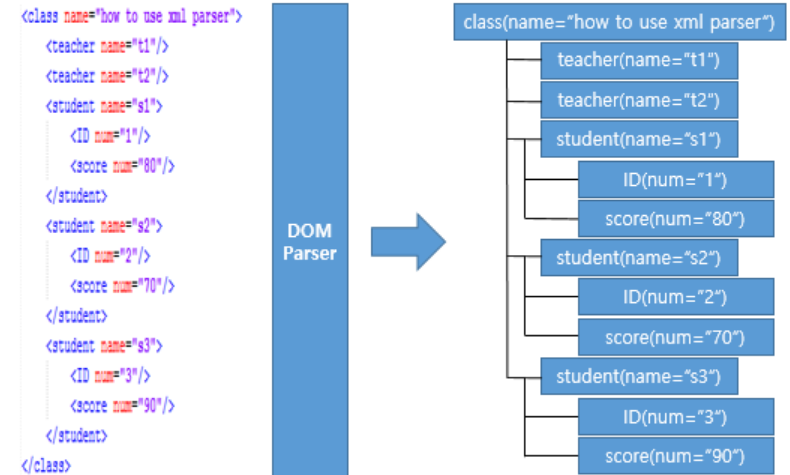 <class name="how to use xml parser">
<teacher name="t1"/>
<teacher name="t2"/>
<student name="s1">
<ID num="1"/>
<score num="80"/>
</student>
<student name="s2">
<ID num="2"/>
<score num="70"/>
</student>
<student name="s3">
<ID num="3"/>
<score num="90"/>
</student>
</class>
DOM
Parser
class(name="how to use xml parser")
teacher(name="t1")
teacher(name="t2")
student(name="s1")
ID(num="1")
score(num="80")
student(name="s2")
ID(num="2")
score(num="70")
student(name="s3")
ID(num="3")
score(num="90")